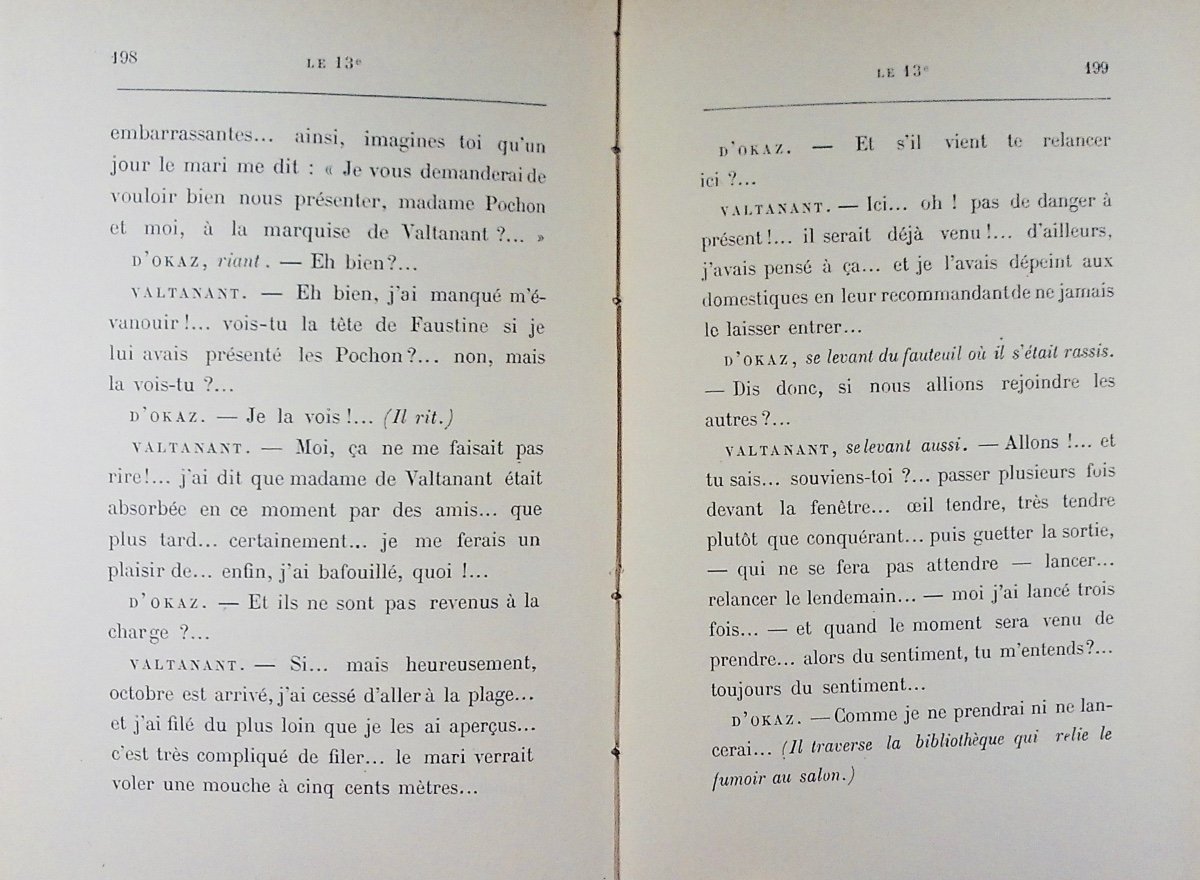 198
LE 13e
embarrassantes... ainsi, imagines toi qu'un
jour le mari me dit : « Je vous demanderai de
vouloir bien nous présenter, madame Pochon
et moi, à la marquise de Valtanant ?... »
D'OKAZ, riant. — Eh bien ?...
VALTANANT. — Eh bien, j'ai manqué m'é-
vanouir !... vois-tu la tête de Faustine si je
lui avais présenté les Pochon ?... non, mais
la vois-tu ?...
D'OKAZ. — Je la vois !... (Il rit.)
VALTANANT. — Moi, ça ne me faisait pas
rire!... j'ai dit que madame de Valtanant était
absorbée en ce moment par des amis... que
plus tard... certainement... je me ferais un
plaisir de... enfin, j'ai bafouillé, quoi !...
D'OKAZ. — Et ils ne sont pas revenus à la
charge ?...
VALTANANT. — Si... mais heureusement,
octobre est arrivé, j'ai cessé d'aller à la plage...
et j'ai filé du plus loin que je les ai aperçus...
c'est très compliqué de filer... le mari verrait
voler une mouche à cinq cents mètres...
LE 13e
199
D'OKAZ. — Et s'il vient te relancer
ici ?...
VALTANANT. — Ici... oh ! pas de danger à
présent !... il serait déjà venu !... d'ailleurs,
j'avais pensé à ça... et je l'avais dépeint aux
domestiques en leur recommandant de ne jamais
le laisser entrer...
D'OKAZ, se levant du fauteuil où il s'était rassis.
— Dis donc, si nous allions rejoindre les
autres ?...
VALTANANT, se levant aussi. — Allons !... et
tu sais... souviens-toi ?... passer plusieurs fois
devant la fenêtre... œil tendre, très tendre
plutôt que conquérant... puis guetter la sortie,
— qui ne se fera pas attendre — lancer...
relancer le lendemain... — moi j'ai lancé trois
fois... — et quand le moment sera venu de
prendre... alors du sentiment, tu m'entends?...
toujours du sentiment...
D'OKAZ. — Comme je ne prendrai ni ne lan-
cerai... (Il traverse la bibliothèque qui relie le
fumoir au salon.)